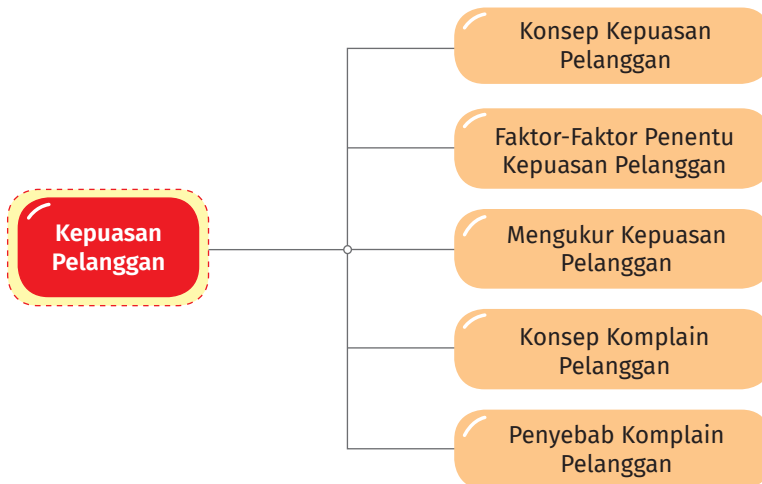 Kepuasan
Pelanggan
Konsep Kepuasan
Pelanggan
Faktor-Faktor Penentu
Kepuasan Pelanggan
Mengukur Kepuasan
Pelanggan
Konsep Komplain
Pelanggan
Penyebab Komplain
Pelanggan